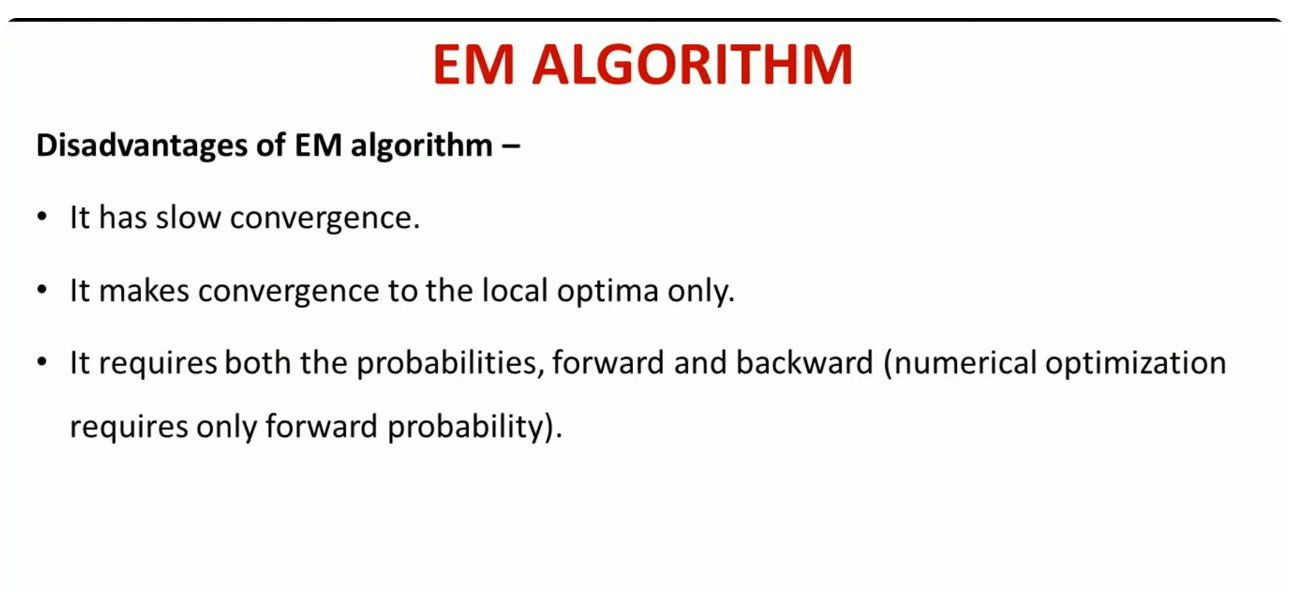 EM ALGORITHM
Disadvantages of EM algorithm –
• It has slow convergence.
• It makes convergence to the local optima only.
• It requires both the probabilities, forward and backward (numerical optimization
requires only forward probability).